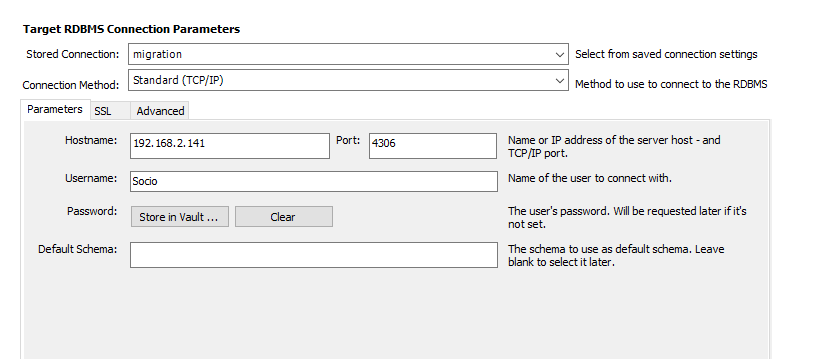 Target RDBMS Connection Parameters
Stored Connection: migration Select from saved connection settings
Connection Method: Standard (TCP/IP) Method to use to connect to the RDBMS
Parameters SSL Advanced
Hostname: 192.168.2.141 Port: 4306 Name or IP address of the server host - and
TCP/IP port.
Username: Socio Name of the user to connect with.
Password: Store in Vault ... Clear The user's password. Will be requested later if it's
not set.
Default Schema: The schema to use as default schema. Leave
blank to select it later.